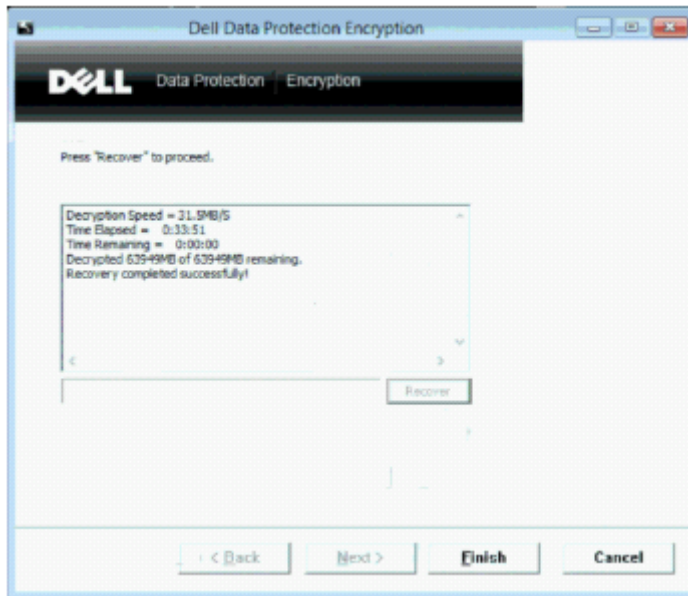 Dell Data Protection Encryption
DELL Data Protection Encryption
Press "Recover" to proceed.
Decryption Speed = 31.5MB/S
Time Elapsed = 0:33:51
Time Remaining = 0:00:00
Decrypted 63949MB of 63949MB remaining.
Recovery completed successfully!
Recover
< Back Next > Finish Cancel